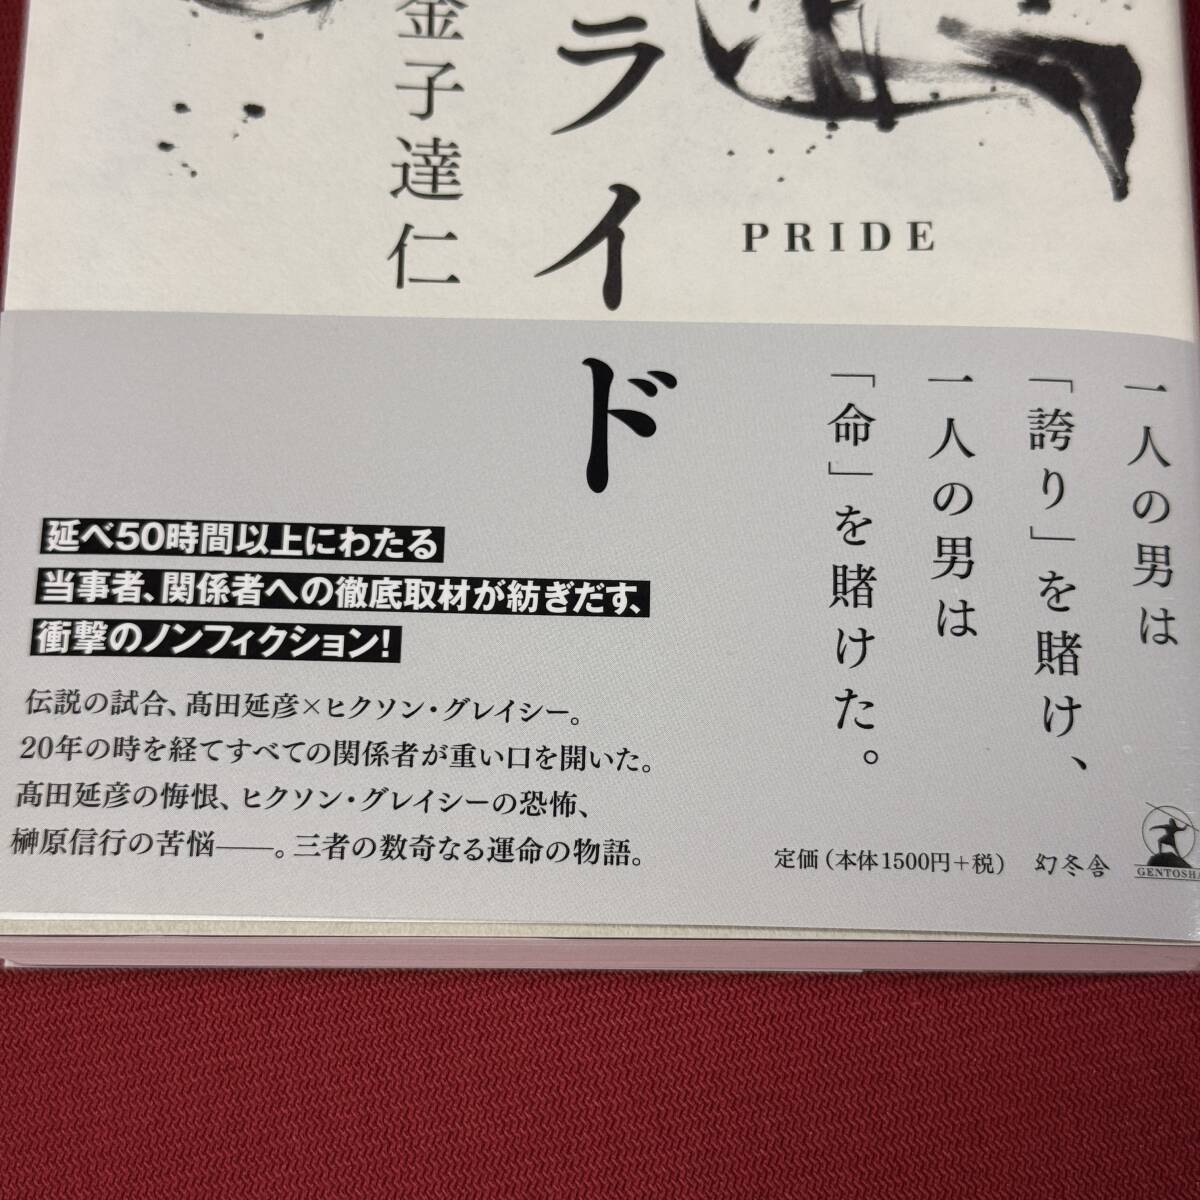 金子達仁
ライド
PRIDE
一人の男は
「誇り」を賭け、
一人の男は
「命」を賭けた。
延べ50時間以上にわたる
当事者、関係者への徹底取材が紡ぎだす、
衝撃のノンフィクション!
伝説の試合、髙田延彦×ヒクソン・グレイシー。
20年の時を経てすべての関係者が重い口を開いた。
髙田延彦の悔恨、ヒクソン・グレイシーの恐怖、
榊原信行の苦悩――。三者の数奇なる運命の物語。
定価（本体1500円+税） 幻冬舎
GENTOSHA